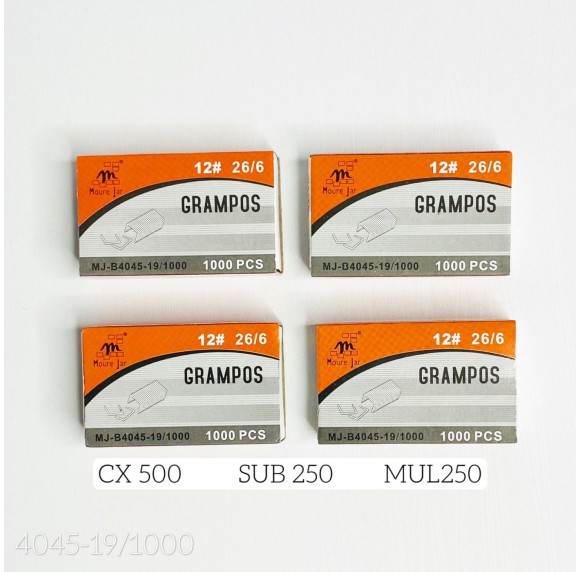 12# 26/6
m
Moure Jar
GRAMPOS
MJ-B4045-19/1000 1000 PCS
12# 26/6
m
Moure Jar
GRAMPOS
MJ-B4045-19/1000 1000 PCS
12# 26/6
m
Moure Jar
GRAMPOS
MJ-B4045-19/1000 1000 PCS
12# 26/6
m
Moure Jar
GRAMPOS
MJ-B4045-19/1000 1000 PCS
CX 500 SUB 250 MUL250
4045-19/1000